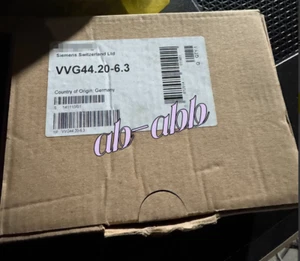 Siemens Switzerland Ltd
VVG44.20-6.3
Country of Origin: Germany
ab-abb